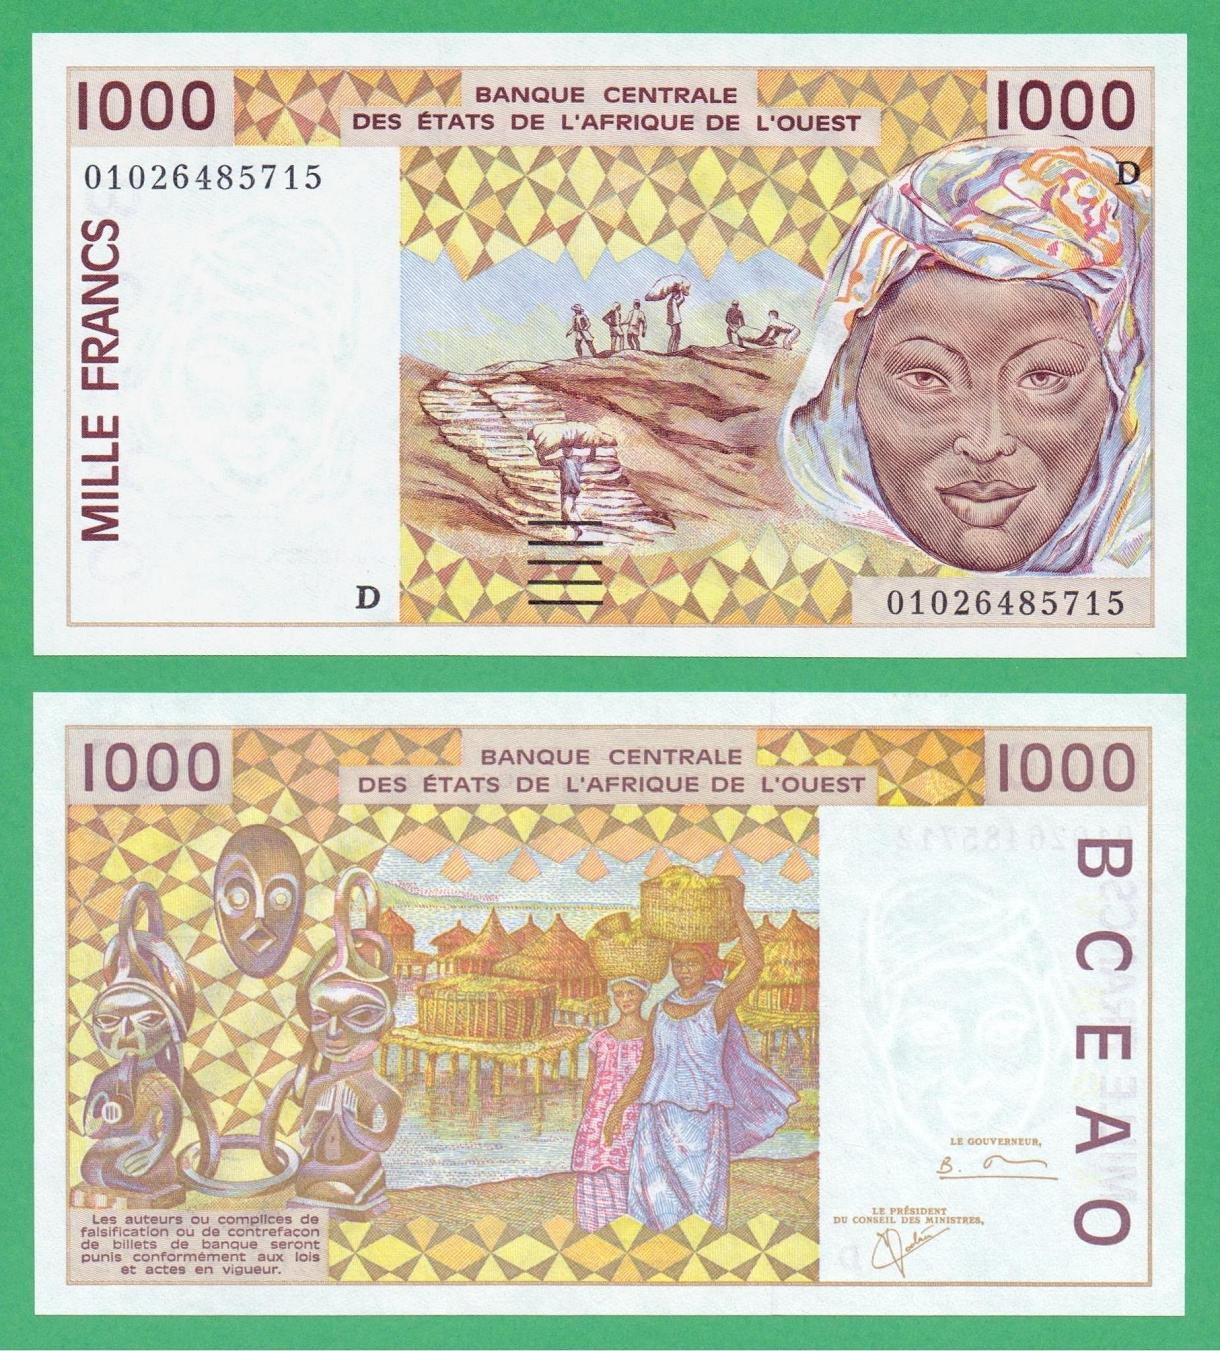 1000
BANQUE CENTRALE
DES ÉTATS DE L'AFRIQUE DE L'OUEST
1000
01026485715
D
MILLE FRANCS
D
01026485715
1000
BANQUE CENTRALE
DES ÉTATS DE L'AFRIQUE DE L'OUEST
1000
BCEAO
LE GOUVERNEUR,
LE PRÉSIDENT
DU CONSEIL DES MINISTRES,
Les auteurs ou complices de
falsification ou de contrefaçon
de billets de banque seront
punis conformément aux lois
et actes en vigueur.